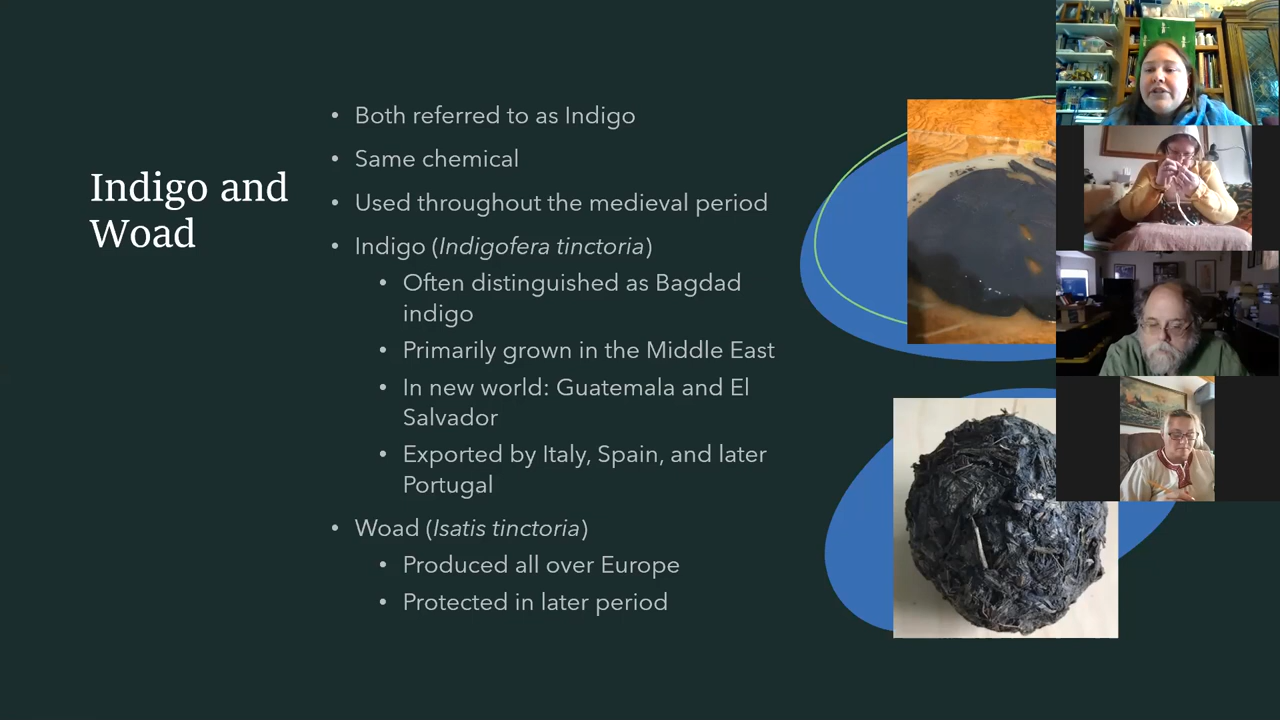 Indigo and
Woad
• Both referred to as Indigo
• Same chemical
• Used throughout the medieval period
• Indigo (Indigofera tinctoria)
• Often distinguished as Bagdad
indigo
• Primarily grown in the Middle East
• In new world: Guatemala and El
Salvador
• Exported by Italy, Spain, and later
Portugal
• Woad (Isatis tinctoria)
• Produced all over Europe
• Protected in later period